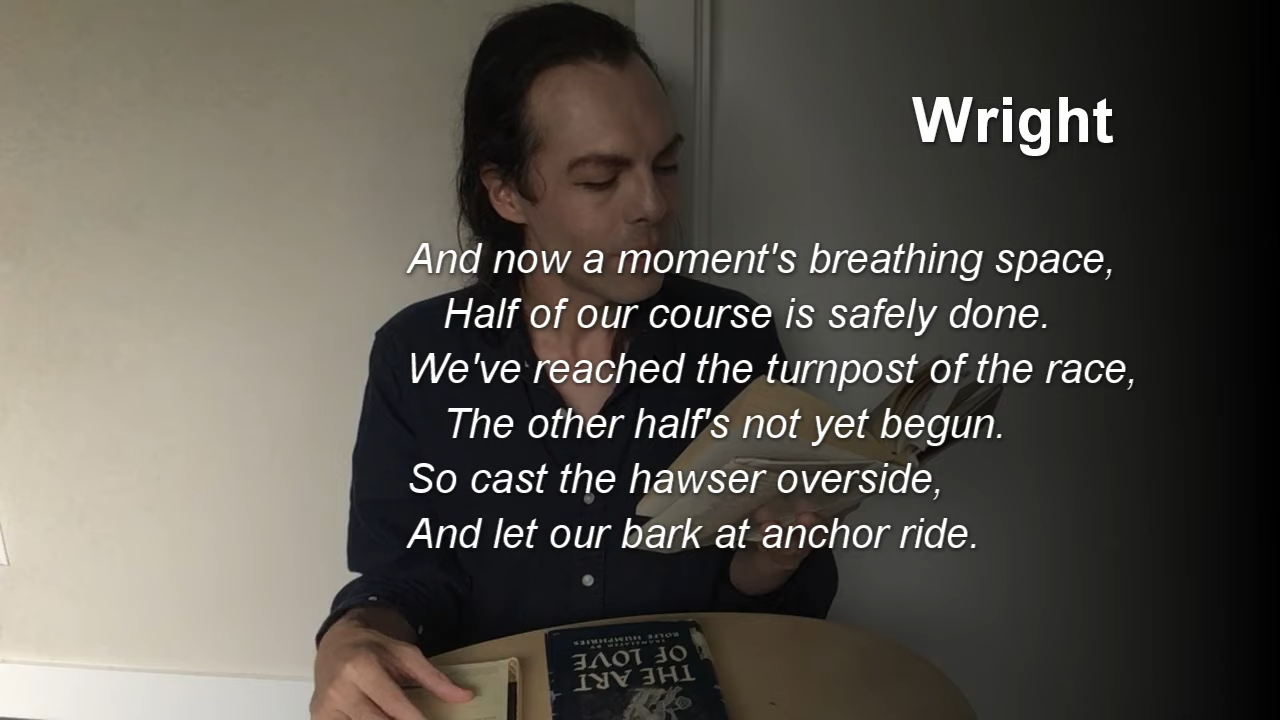 Wright
And now a moment's breathing space,
Half of our course is safely done.
We've reached the turnpost of the race,
The other half's not yet begun.
So cast the hawser overside,
And let our bark at anchor ride.
THE ART
OF LOVE
TRANSLATED BY
ROLFE HUMPHRIES